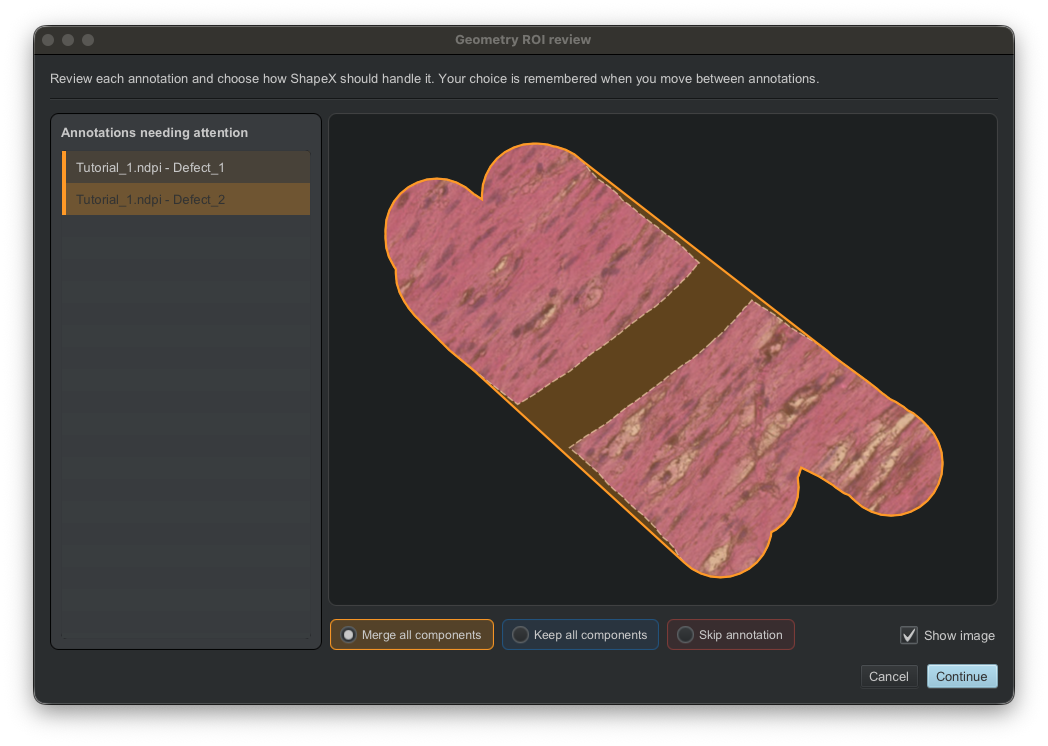 Geometry ROI review
Review each annotation and choose how ShapeX should handle it. Your choice is remembered when you move between annotations.
Annotations needing attention
Tutorial_1.ndpi - Defect_1
Tutorial_1.ndpi - Defect_2
Merge all components
Keep all components
Skip annotation
Show image
Cancel
Continue